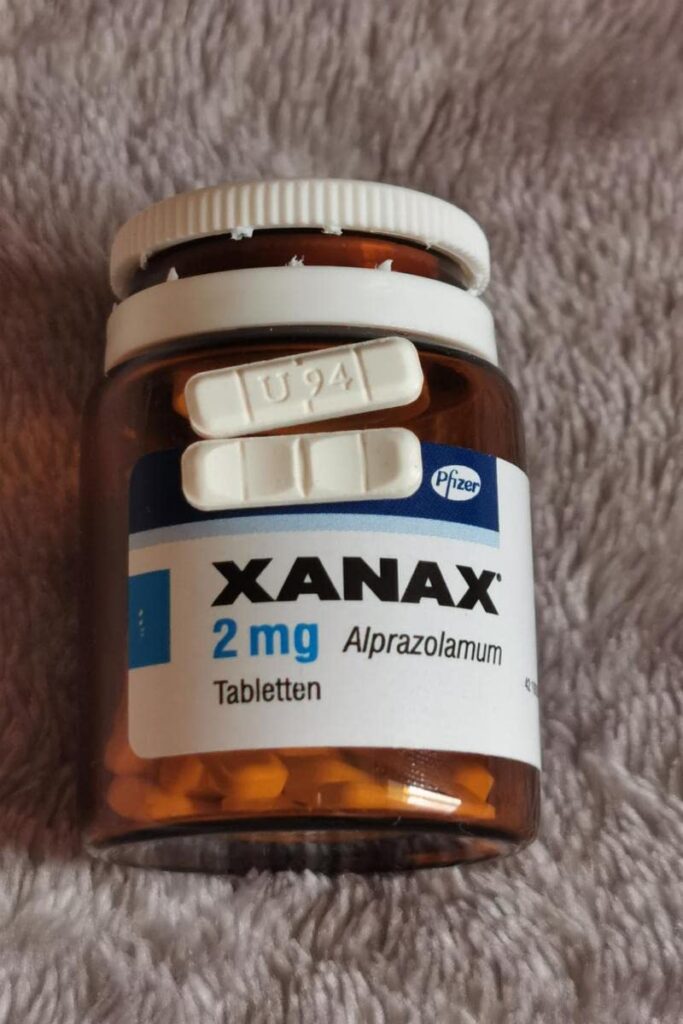 U 94
Pfizer
XANAX®
2 mg Alprazolamum
Tabletten